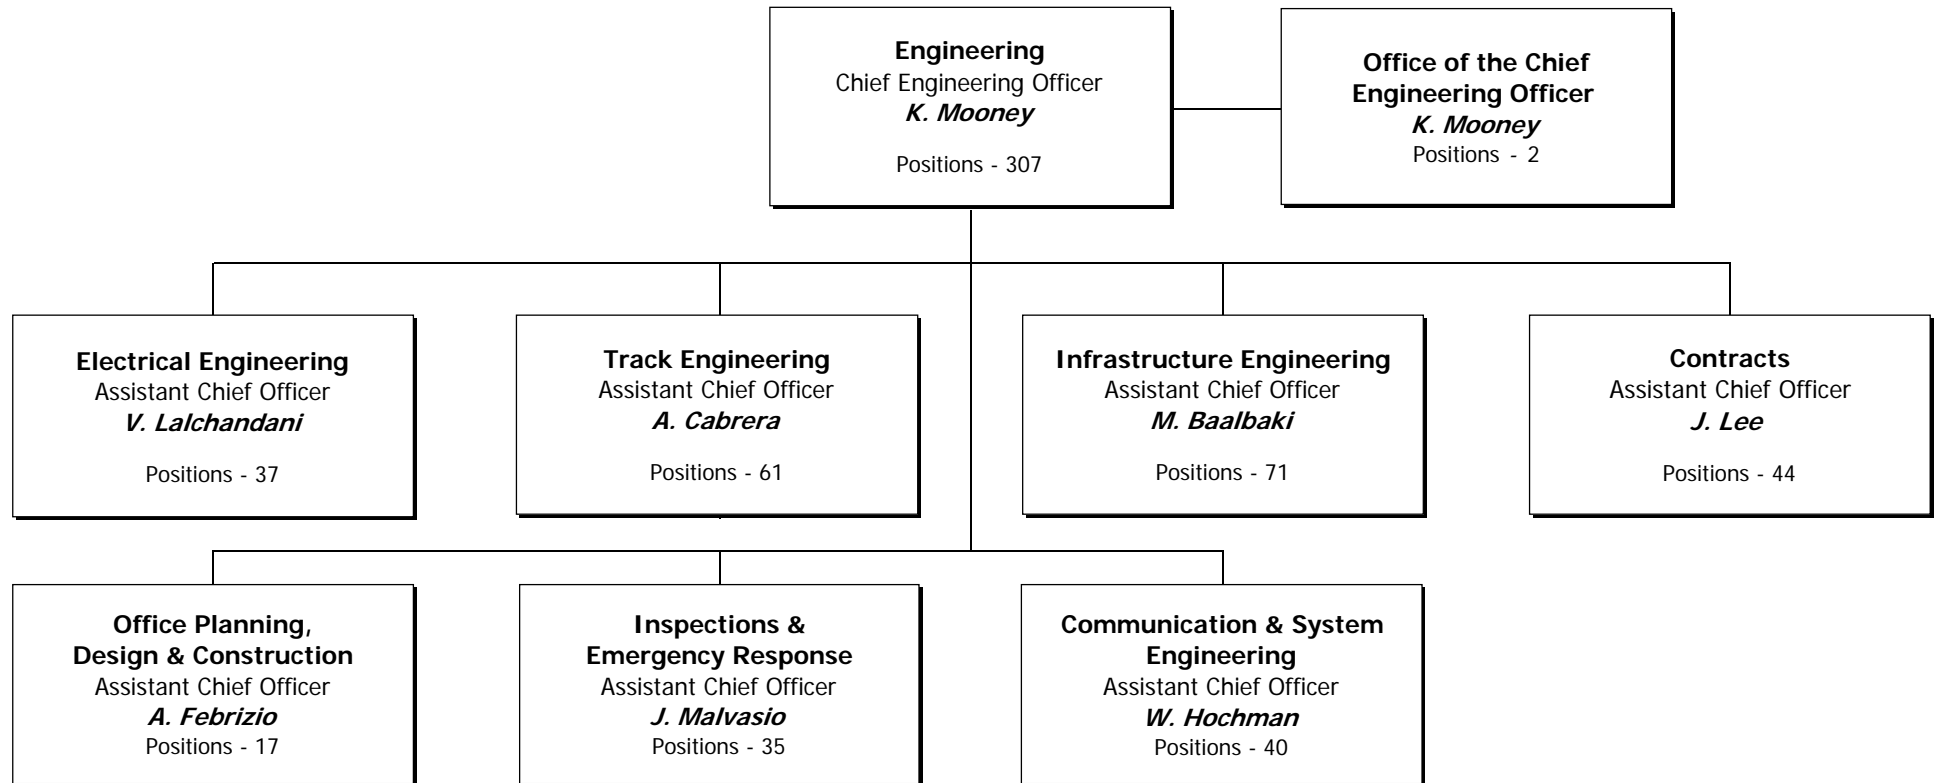 Engineering
Chief Engineering Officer
K. Mooney
Positions - 307
Office of the Chief
Engineering Officer
K. Mooney
Positions - 2
Electrical Engineering
Assistant Chief Officer
V. Lalchandani
Positions - 37
Track Engineering
Assistant Chief Officer
A. Cabrera
Positions - 61
Infrastructure Engineering
Assistant Chief Officer
M. Baalbaki
Positions - 71
Contracts
Assistant Chief Officer
J. Lee
Positions - 44
Office Planning,
Design & Construction
Assistant Chief Officer
A. Febrizio
Positions - 17
Inspections &
Emergency Response
Assistant Chief Officer
J. Malvasio
Positions - 35
Communication & System
Engineering
Assistant Chief Officer
W. Hochman
Positions - 40